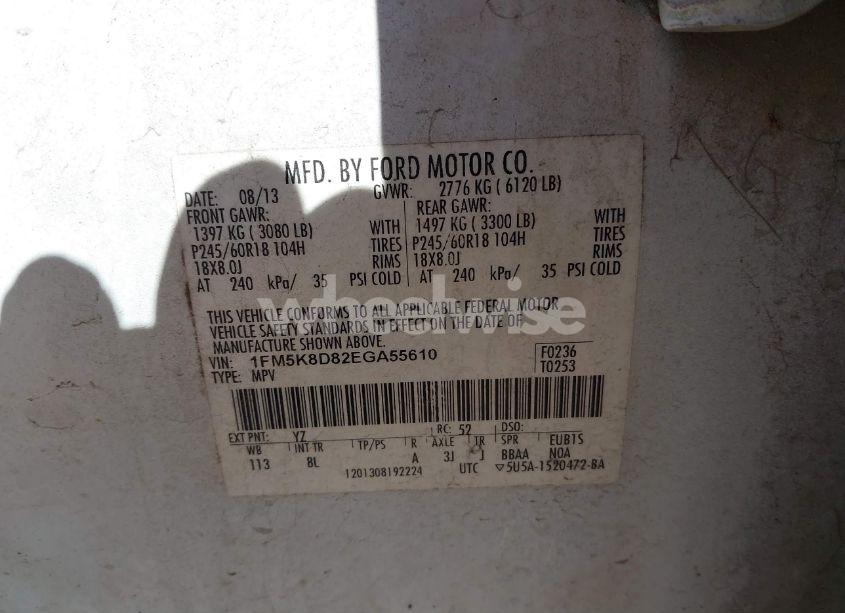 MFD. BY FORD MOTOR CO.
DATE: 08/13 GVWR: 2776 KG ( 6120 LB)
FRONT GAWR: REAR GAWR:
1397 KG ( 3080 LB) WITH 1497 KG ( 3300 LB) WITH
P245/60R18 104H TIRES P245/60R18 104H TIRES
18X8.0J RIMS 18X8.0J RIMS
AT 240 kPa/ 35 PSI COLD AT 240 kPa/ 35 PSI COLD
THIS VEHICLE CONFORMS TO ALL APPLICABLE FEDERAL MOTOR
VEHICLE SAFETY STANDARDS IN EFFECT ON THE DATE OF
MANUFACTURE SHOWN ABOVE.
wheelwise
VIN: 1FM5K8D82EGA55610 F0236
TYPE: MPV T0253
EXT PNT: YZ RC: 52 DSO:
WB INT TR TP/PS R AXLE TR SPR EUB1S
113 8L A 3J J BBAA NOA
1201308192224 UTC ▽5U5A-1520472-BA